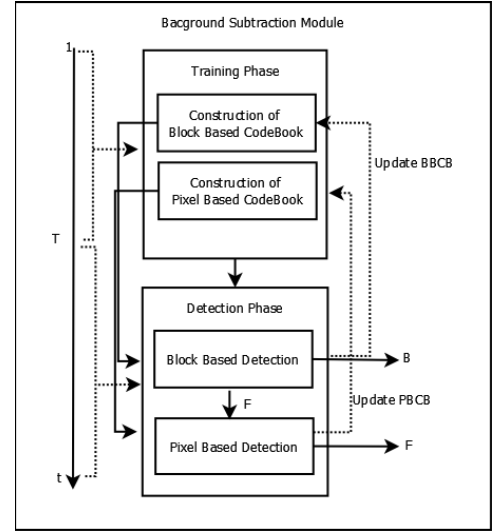 Bacground Subtraction Module
1
Training Phase
Construction of
Block Based CodeBook
Update BBCB
Construction of
Pixel Based CodeBook
T
Detection Phase
Block Based Detection
B
F
Update PBCB
Pixel Based Detection
F
t